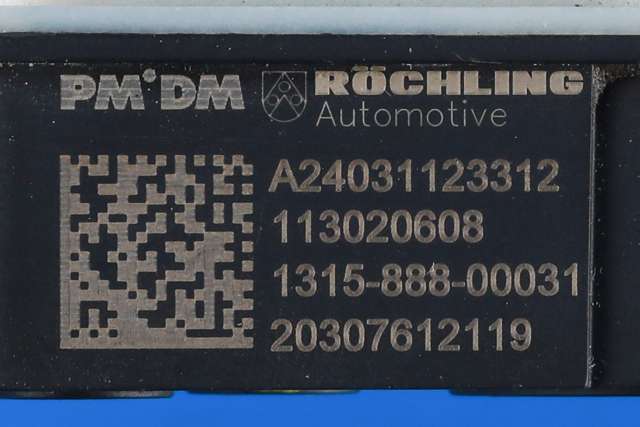 PM°DM
RÖCHLING
Automotive
A24031123312
113020608
1315-888-00031
20307612119